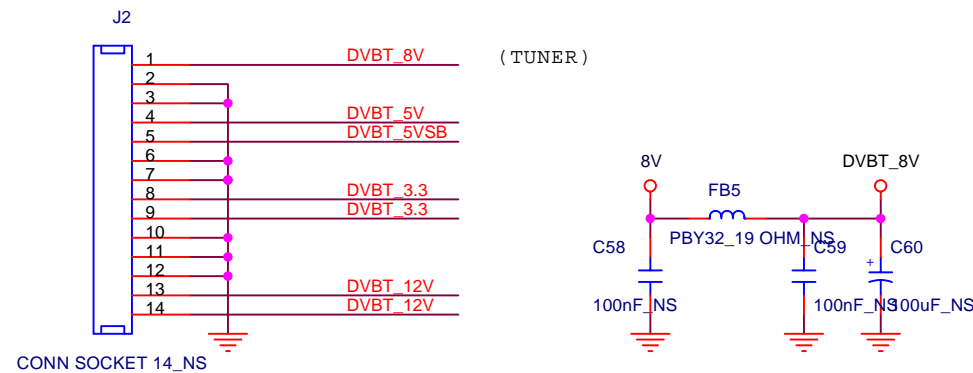 J2
1 DVBT_8V (TUNER)
2
3
4 DVBT_5V
5 DVBT_5VSB
6
7
8 DVBT_3.3
9 DVBT_3.3
10
11
12
13 DVBT_12V
14 DVBT_12V
CONN SOCKET 14_NS
8V DVBT_8V
FB5
PBY32_19 OHM_NS
C58 C59 C60
+
100nF_NS 100nF_NS 100uF_NS